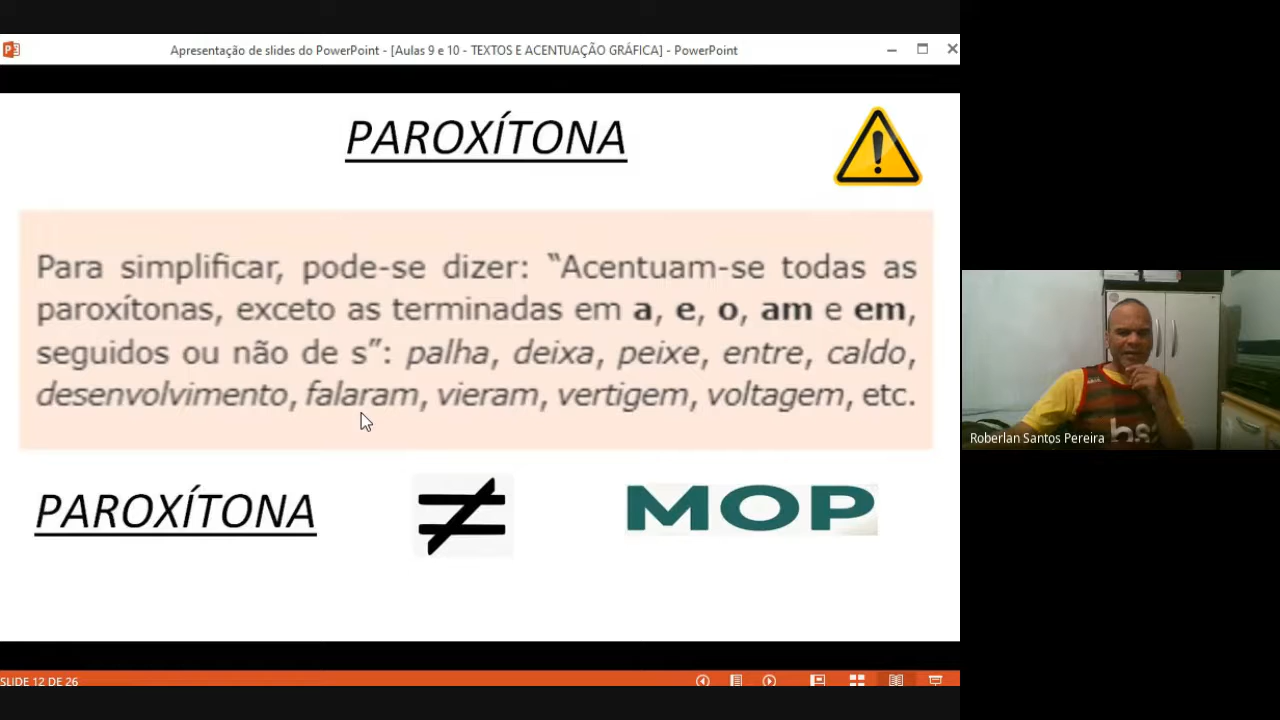 Apresentação de slides do PowerPoint - [Aulas 9 e 10 - TEXTOS E ACENTUAÇÃO GRÁFICA] - PowerPoint
PAROXÍTONA
Para simplificar, pode-se dizer: “Acentuam-se todas as
paroxítonas, exceto as terminadas em a, e, o, am e em,
seguidos ou não de s”: palha, deixa, peixe, entre, caldo,
desenvolvimento, falaram, vieram, vertigem, voltagem, etc.
PAROXÍTONA ≠ MOP
Roberlan Santos Pereira
SLIDE 12 DE 26